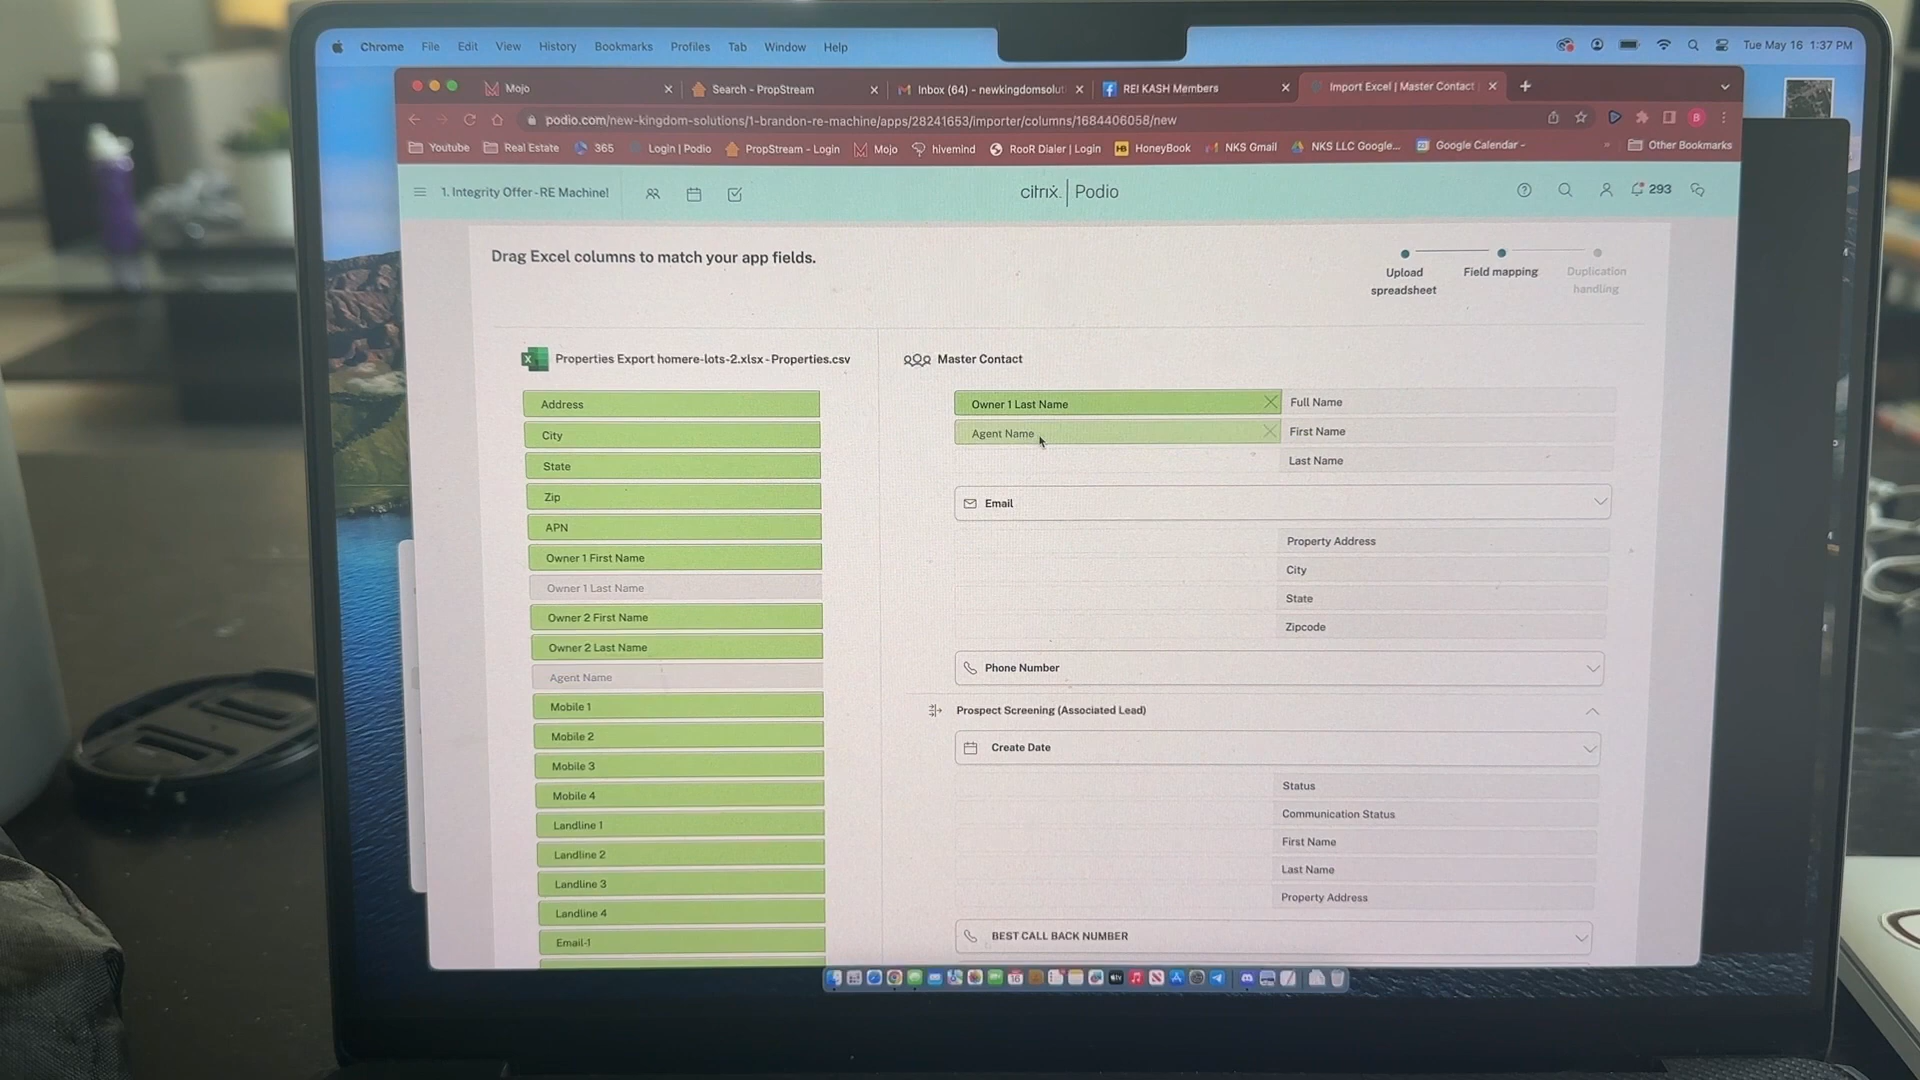 Chrome File Edit View History Bookmarks Profiles Tab Window Help
Tue May 16 1:37 PM
Mojo
Search - PropStream
Inbox (64) - newkingdomsolut
REI KASH Members
Import Excel | Master Contact
podio.com/new-kingdom-solutions/1-brandon-re-machine/apps/28241653/importer/columns/1684406058/new
B
Youtube
Real Estate
365
Login | Podio
PropStream - Login
Mojo
hivemind
RooR Dialer | Login
HB
HoneyBook
NKS Gmail
NKS LLC Google...
Google Calendar -
»
Other Bookmarks
1. Integrity Offer - RE Machine!
citrix. | Podio
293
Drag Excel columns to match your app fields.
Upload
spreadsheet
Field mapping
Duplication
handling
Properties Export homere-lots-2.xlsx - Properties.csv
Address
City
State
Zip
APN
Owner 1 First Name
Owner 1 Last Name
Owner 2 First Name
Owner 2 Last Name
Agent Name
Mobile 1
Mobile 2
Mobile 3
Mobile 4
Landline 1
Landline 2
Landline 3
Landline 4
Email-1
Master Contact
Owner 1 Last Name
Full Name
Agent Name
First Name
Last Name
Email
Property Address
City
State
Zipcode
Phone Number
Prospect Screening (Associated Lead)
Create Date
Status
Communication Status
First Name
Last Name
Property Address
BEST CALL BACK NUMBER